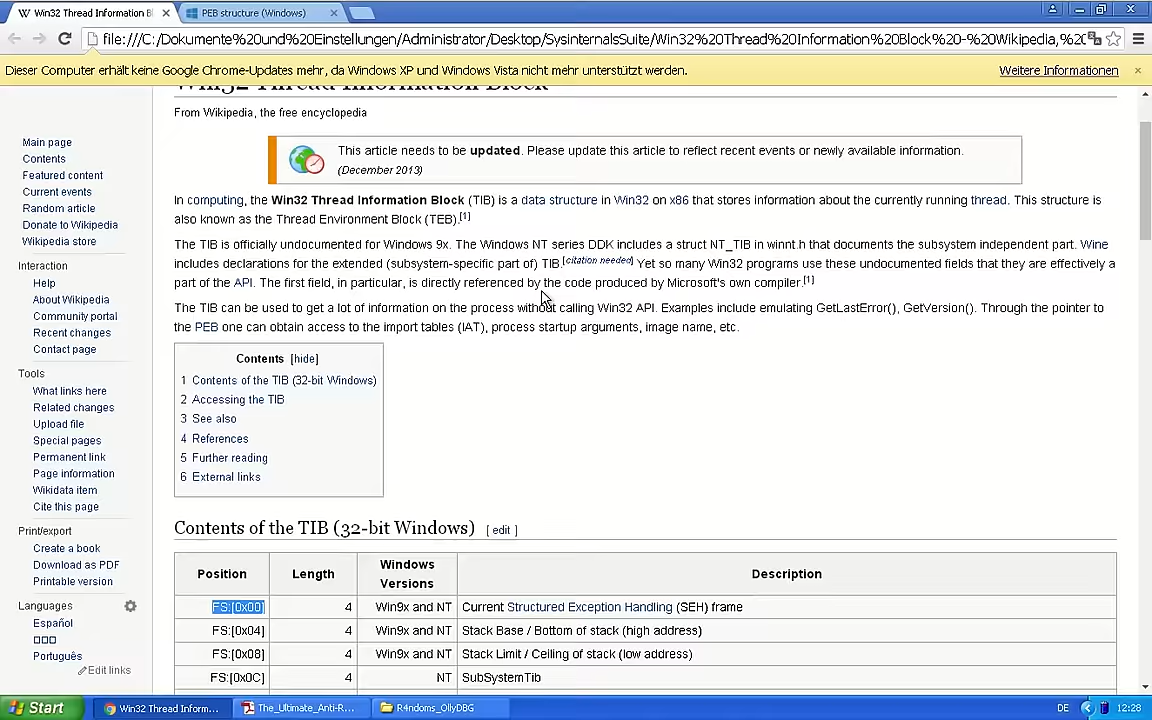 Win32 Thread Information B
PEB structure (Windows)
file:///C:/Dokumente%20und%20Einstellungen/Administrator/Desktop/SysInternalsSuite/Win32%20Thread%20Information%20Block%20-%20Wikipedia,%20
Dieser Computer erhält keine Google Chrome-Updates mehr, da Windows XP und Windows Vista nicht mehr unterstützt werden.
Weitere Informationen
Win32 Thread Information Block
From Wikipedia, the free encyclopedia
This article needs to be updated. Please update this article to reflect recent events or newly available information.
(December 2013)
In computing, the Win32 Thread Information Block (TIB) is a data structure in Win32 on x86 that stores information about the currently running thread. This structure is
also known as the Thread Environment Block (TEB).[1]
The TIB is officially undocumented for Windows 9x. The Windows NT series DDK includes a struct NT_TIB in winnt.h that documents the subsystem independent part. Wine
includes declarations for the extended (subsystem-specific part of) TIB.[citation needed] Yet so many Win32 programs use these undocumented fields that they are effectively a
part of the API. The first field, in particular, is directly referenced by the code produced by Microsoft's own compiler.[1]
The TIB can be used to get a lot of information on the process without calling Win32 API. Examples include emulating GetLastError(), GetVersion(). Through the pointer to
the PEB one can obtain access to the import tables (IAT), process startup arguments, image name, etc.
Contents [hide]
1 Contents of the TIB (32-bit Windows)
2 Accessing the TIB
3 See also
4 References
5 Further reading
6 External links
Contents of the TIB (32-bit Windows) [ edit ]
Position Length Windows Versions Description
FS:[0x00] 4 Win9x and NT Current Structured Exception Handling (SEH) frame
FS:[0x04] 4 Win9x and NT Stack Base / Bottom of stack (high address)
FS:[0x08] 4 Win9x and NT Stack Limit / Ceiling of stack (low address)
FS:[0x0C] 4 NT SubSystemTib
Main page
Contents
Featured content
Current events
Random article
Donate to Wikipedia
Wikipedia store
Interaction
Help
About Wikipedia
Community portal
Recent changes
Contact page
Tools
What links here
Related changes
Upload file
Special pages
Permanent link
Page information
Wikidata item
Cite this page
Print/export
Create a book
Download as PDF
Printable version
Languages
Español
Português
Edit links
Start
Win32 Thread Inform...
The_Ultimate_Anti-R...
R4ndoms_OllyDBG
DE
12:28